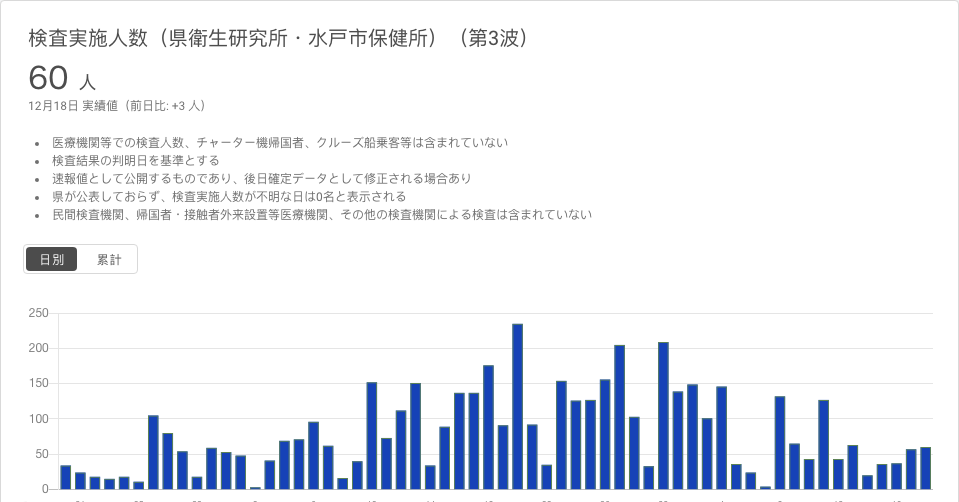 検査実施人数（県衛生研究所・水戸市保健所）（第3波）
60 人
12月18日 実績値（前日比: +3 人）
医療機関等での検査人数、チャーター機帰国者、クルーズ船乗客等は含まれていない
検査結果の判明日を基準とする
速報値として公開するものであり、後日確定データとして修正される場合あり
県が公表しておらず、検査実施人数が不明な日は0名と表示される
民間検査機関、帰国者・接触者外来設置等医療機関、その他の検査機関による検査は含まれていない
日別 累計
250
200
150
100
50
0